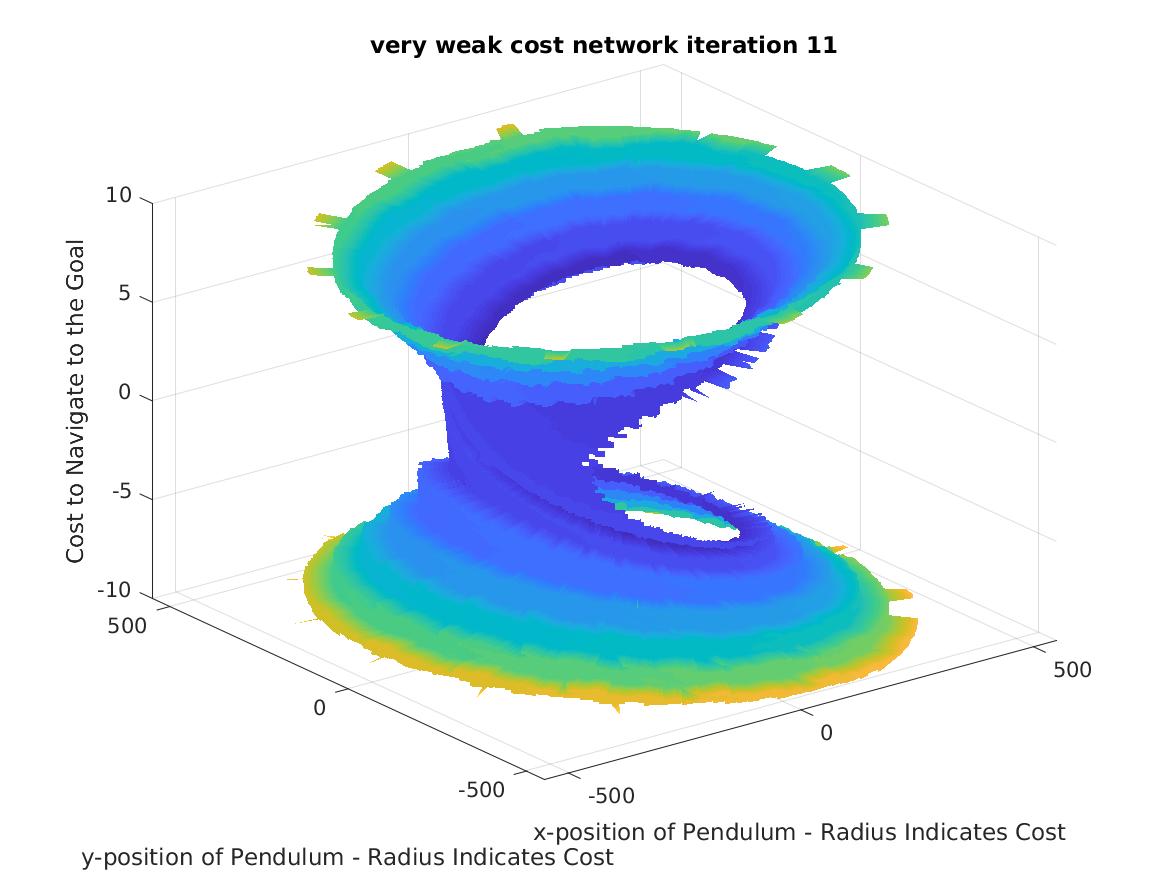 very weak cost network iteration 11
10
5
0
-5
-10
Cost to Navigate to the Goal
500
0
-500
y-position of Pendulum - Radius Indicates Cost
-500
0
500
x-position of Pendulum - Radius Indicates Cost